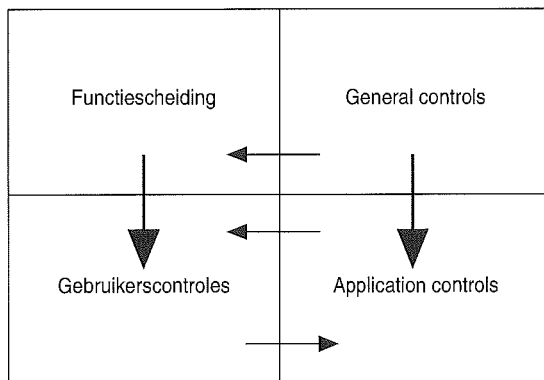 Functiescheiding
General controls
Gebruikerscontroles
Application controls